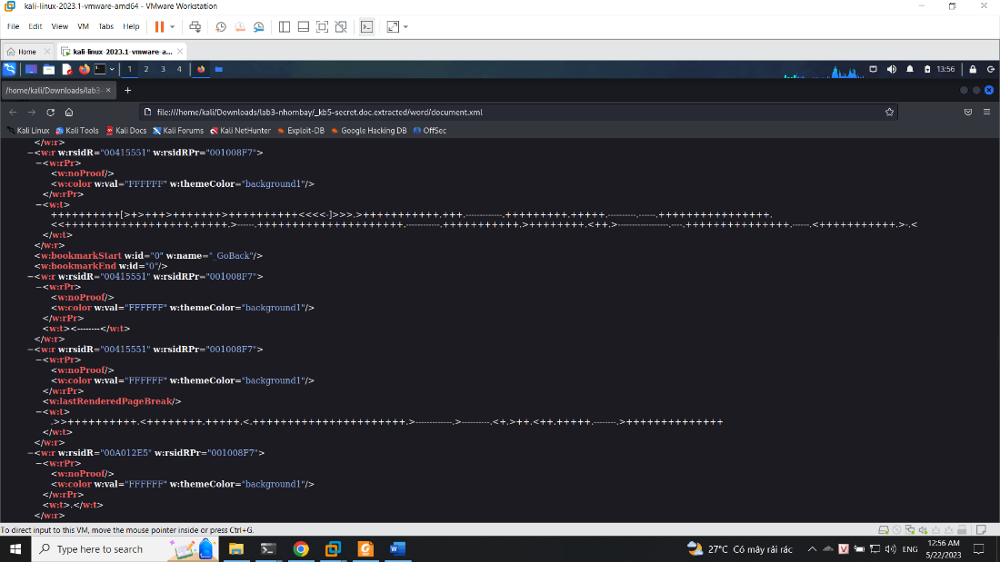 kali-linux-2023.1-vmware-amd64 - VMware Workstation
File Edit View VM Tabs Help
Home kali-linux-2023.1-vmware-a...
1 2 3 4 13:56
/home/kali/Downloads/lab3-
file:///home/kali/Downloads/lab3-nhombay/_kb5-secret.doc.extracted/word/document.xml
Kali Linux Kali Tools Kali Docs Kali Forums Kali NetHunter Exploit-DB Google Hacking DB OffSec
</w:r>
−<w:r w:rsidR="00415551" w:rsidRPr="001008F7">
−<w:rPr>
<w:noProof/>
<w:color w:val="FFFFFF" w:themeColor="background1"/>
</w:rPr>
−<w:t>
</w:t>
</w:r>
<w:bookmarkStart w:id="0" w:name="_GoBack"/>
<w:bookmarkEnd w:id="0"/>
−<w:r w:rsidR="00415551" w:rsidRPr="001008F7">
−<w:rPr>
<w:noProof/>
<w:color w:val="FFFFFF" w:themeColor="background1"/>
</w:rPr>
<w:t><--------</w:t>
</w:r>
−<w:r w:rsidR="00415551" w:rsidRPr="001008F7">
−<w:rPr>
<w:noProof/>
<w:color w:val="FFFFFF" w:themeColor="background1"/>
</w:rPr>
<w:lastRenderedPageBreak/>
−<w:t>
</w:t>
</w:r>
−<w:r w:rsidR="00A012E5" w:rsidRPr="001008F7">
−<w:rPr>
<w:noProof/>
<w:color w:val="FFFFFF" w:themeColor="background1"/>
</w:rPr>
<w:t>.</w:t>
</w:r>
To direct input to this VM, move the mouse pointer inside or press Ctrl+G.
Type here to search 27°C Có mây rải rác ENG 12:56 AM
5/22/2023